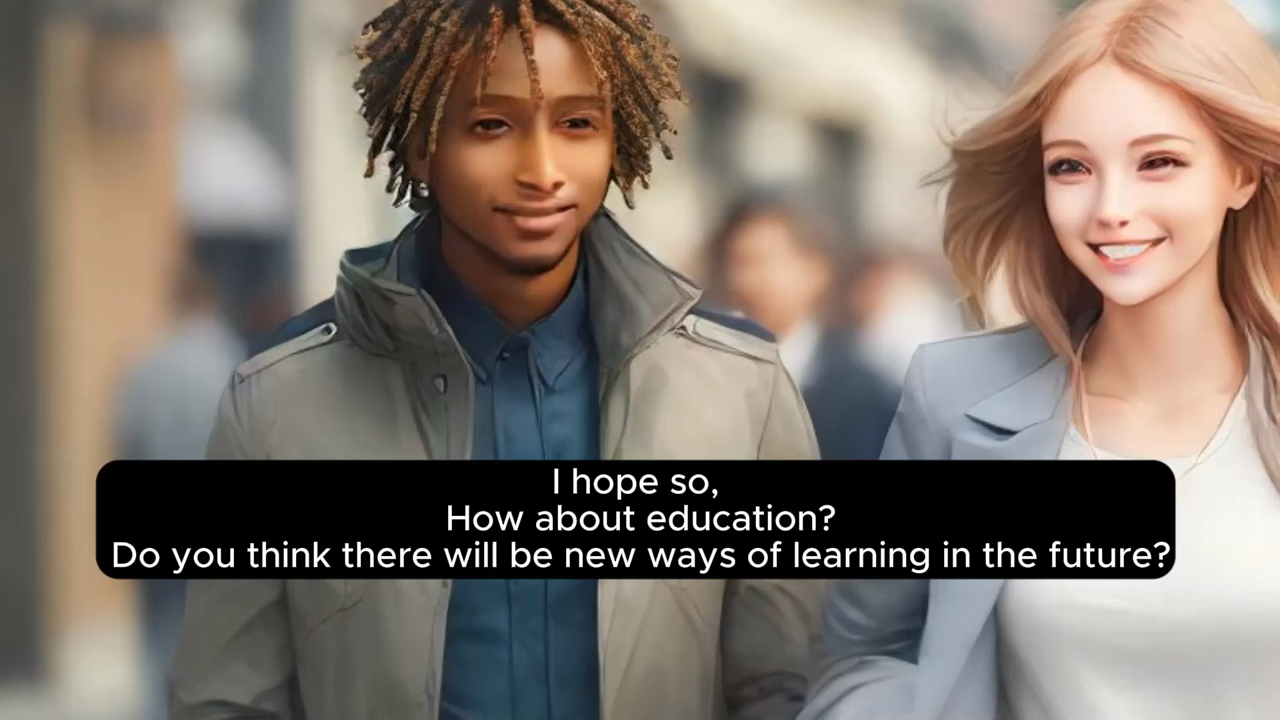 I hope so,
How about education?
Do you think there will be new ways of learning in the future?